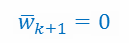 w̅ₖ₊₁ = 0